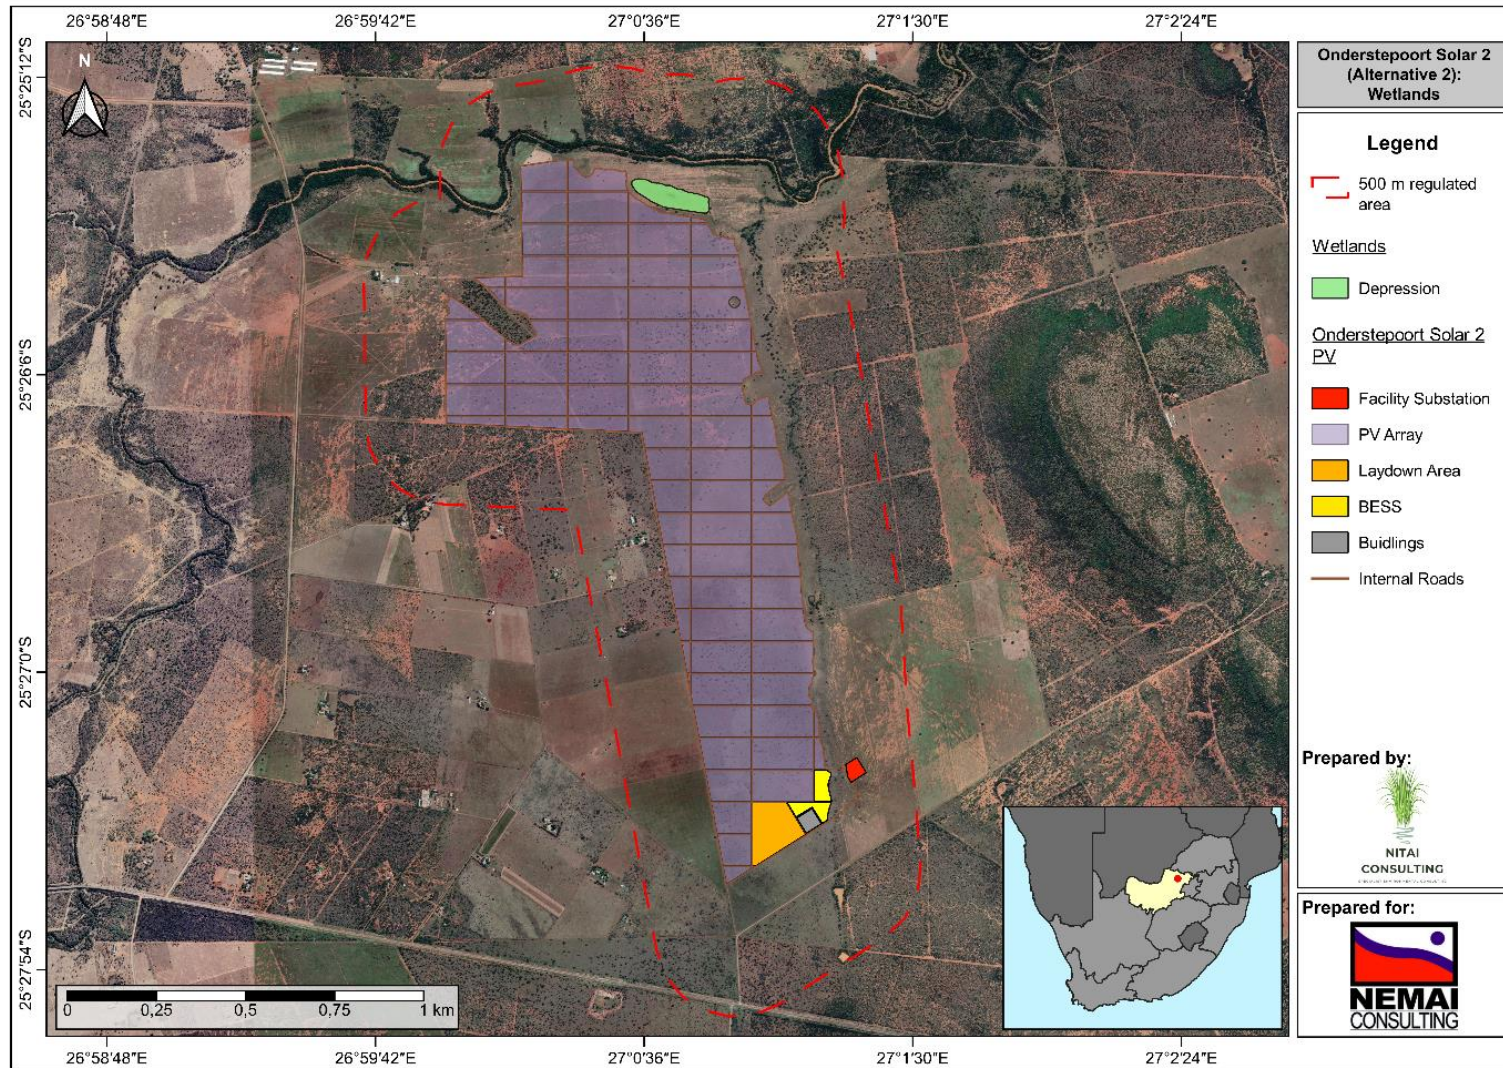 26°58'48"E
26°59'42"E
27°0'36"E
27°1'30"E
27°2'24"E
25°25'12"S
25°26'6"S
25°27'0"S
25°27'54"S
N
0
0,25
0,5
0,75
1 km
26°58'48"E
26°59'42"E
27°0'36"E
27°1'30"E
27°2'24"E
Onderstepoort Solar 2
(Alternative 2):
Wetlands
Legend
500 m regulated
area
Wetlands
Depression
Onderstepoort Solar 2
PV
Facility Substation
PV Array
Laydown Area
BESS
Buidlings
Internal Roads
Prepared by:
NITAI
CONSULTING
Prepared for:
NEMAI
CONSULTING